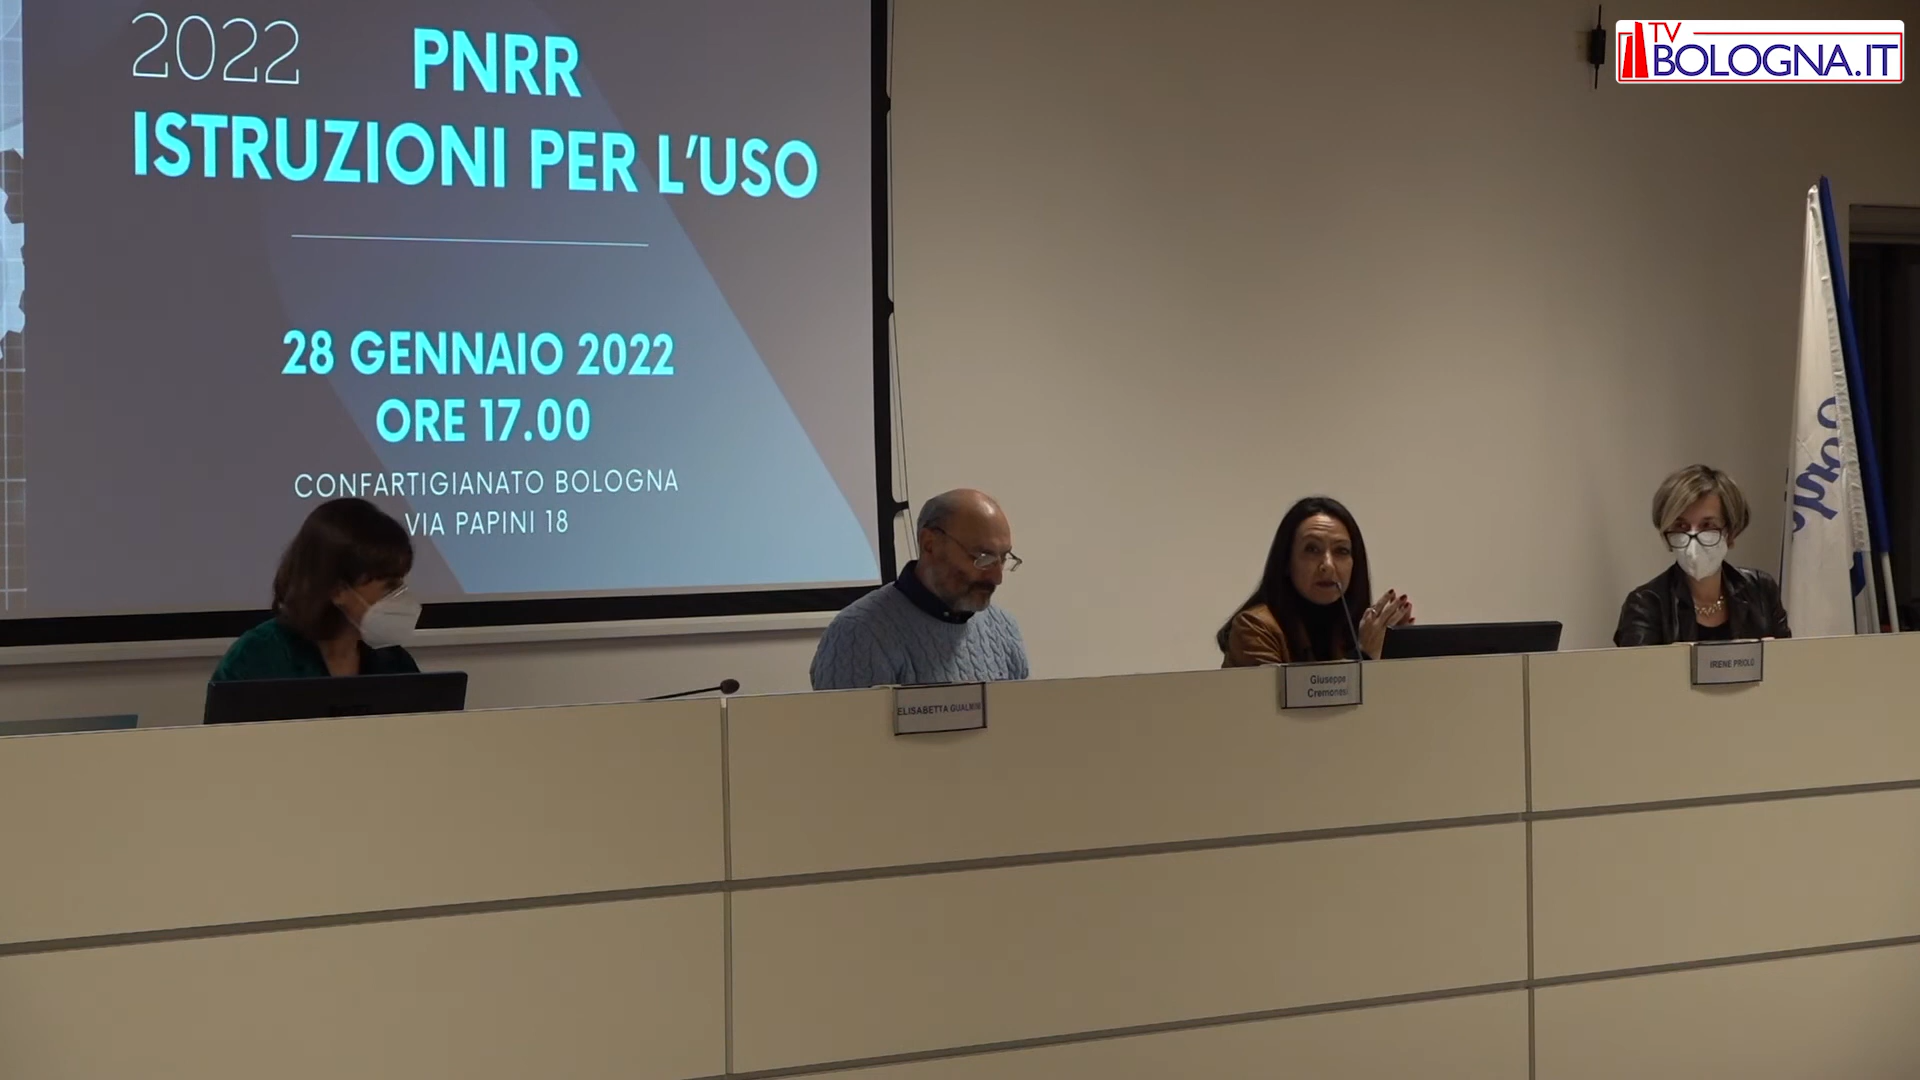 2022 PNRR
ISTRUZIONI PER L'USO
28 GENNAIO 2022
ORE 17.00
CONFARTIGIANATO BOLOGNA
VIA PAPINI 18
TV
BOLOGNA.IT
ELISABETTA GUALMINI
Giuseppe
Cremonesi
IRENE PRIOLO